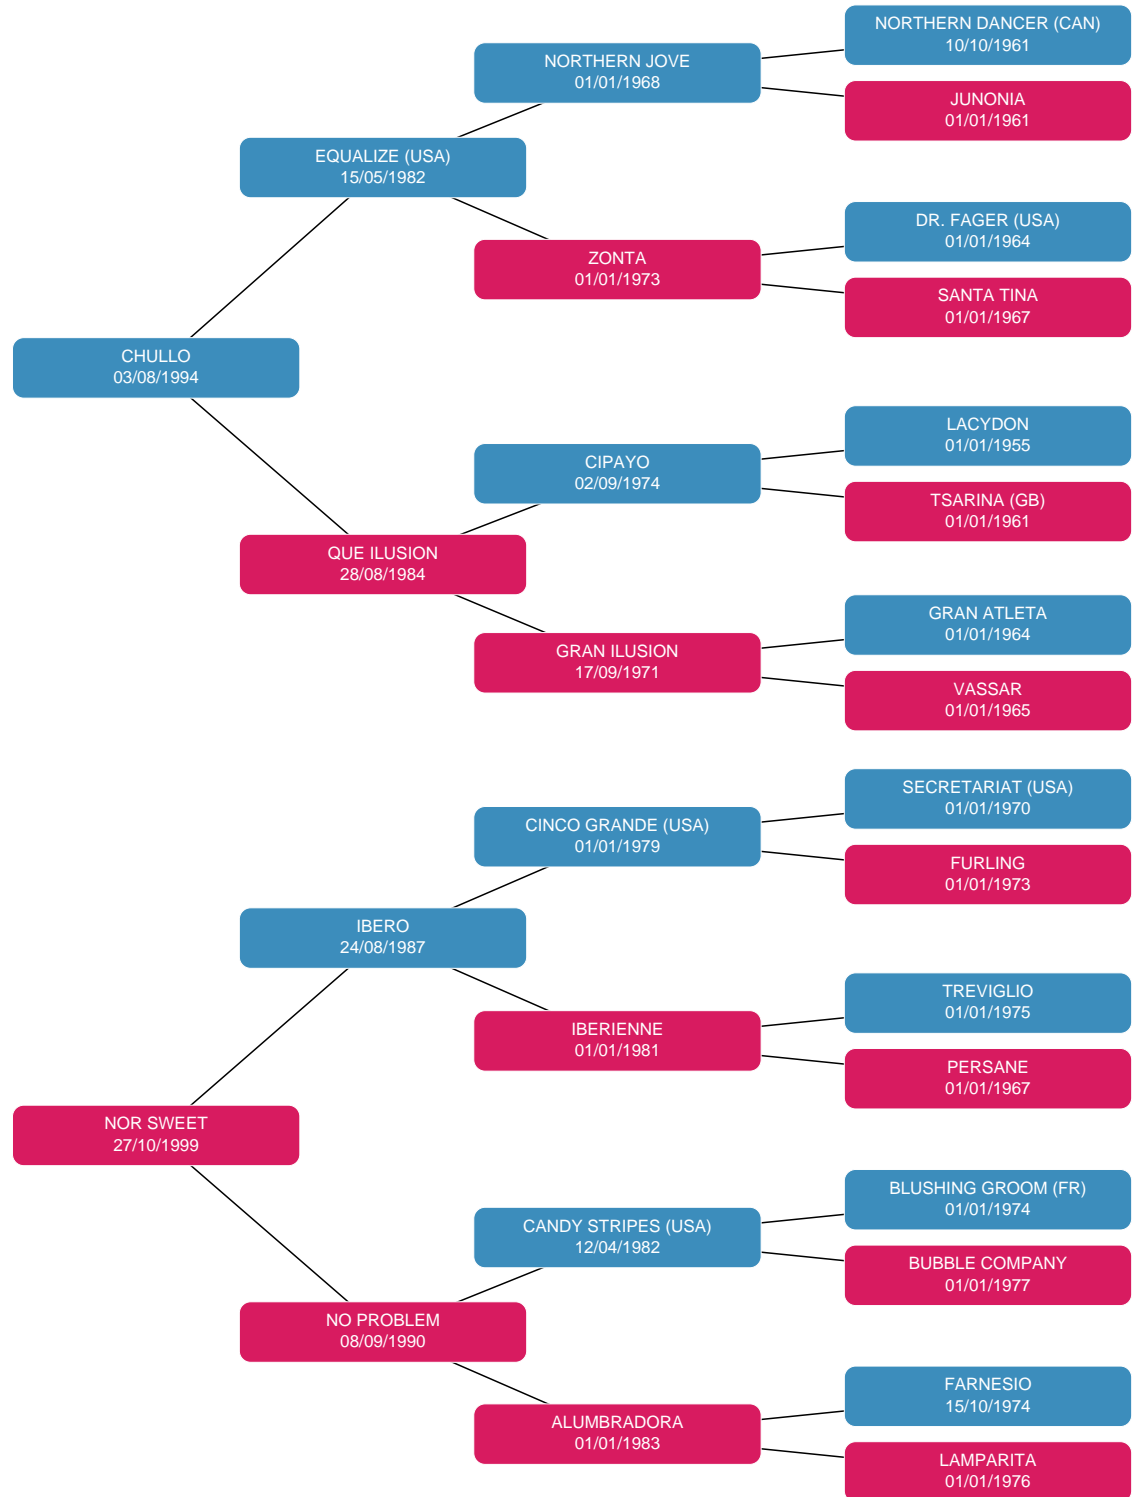 NORTHERN DANCER (CAN)
10/10/1961
NORTHERN JOVE
01/01/1968
JUNONIA
01/01/1961
EQUALIZE (USA)
15/05/1982
DR. FAGER (USA)
01/01/1964
ZONTA
01/01/1973
SANTA TINA
01/01/1967
CHULLO
03/08/1994
LACYDON
01/01/1955
CIPAYO
02/09/1974
TSARINA (GB)
01/01/1961
QUE ILUSION
28/08/1984
GRAN ATLETA
01/01/1964
GRAN ILUSION
17/09/1971
VASSAR
01/01/1965
SECRETARIAT (USA)
01/01/1970
CINCO GRANDE (USA)
01/01/1979
FURLING
01/01/1973
IBERO
24/08/1987
TREVIGLIO
01/01/1975
IBERIENNE
01/01/1981
PERSANE
01/01/1967
NOR SWEET
27/10/1999
BLUSHING GROOM (FR)
01/01/1974
CANDY STRIPES (USA)
12/04/1982
BUBBLE COMPANY
01/01/1977
NO PROBLEM
08/09/1990
FARNESIO
15/10/1974
ALUMBRADORA
01/01/1983
LAMPARITA
01/01/1976